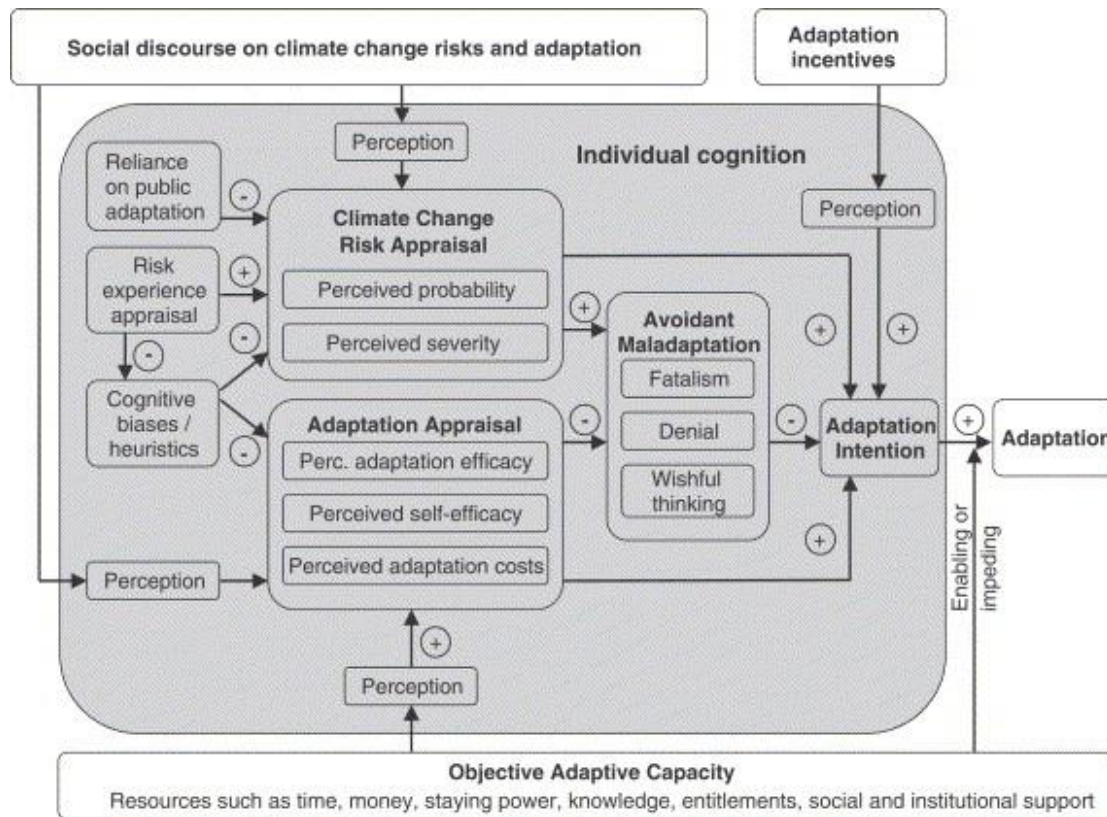 Social discourse on climate change risks and adaptation
Adaptation
incentives
Perception
Individual cognition
Reliance
on public
adaptation
-
Climate Change
Risk Appraisal
Perception
Risk
experience
appraisal
+
Perceived probability
+
Avoidant
Maladaptation
+
+
-
-
Perceived severity
Fatalism
Cognitive
biases /
heuristics
-
Adaptation Appraisal
-
Denial
-
Adaptation
Intention
+
Adaptation
Perc. adaptation efficacy
Perceived self-efficacy
Wishful
thinking
Perception
Perceived adaptation costs
+
Enabling or
impeding
+
Perception
Objective Adaptive Capacity
Resources such as time, money, staying power, knowledge, entitlements, social and institutional support